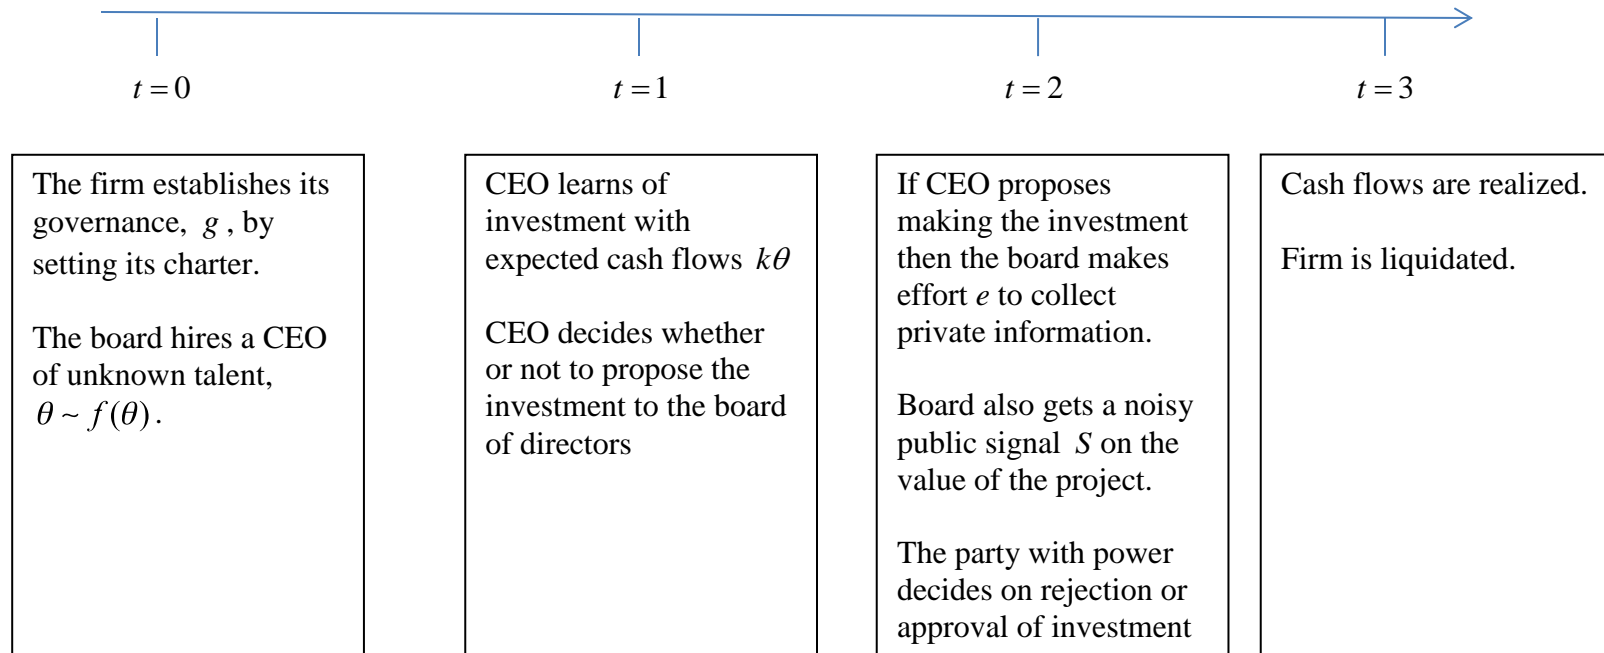 t = 0
t = 1
t = 2
t = 3
The firm establishes its
governance, g , by
setting its charter.
The board hires a CEO
of unknown talent,
θ ~ f(θ).
CEO learns of
investment with
expected cash flows kθ
CEO decides whether
or not to propose the
investment to the board
of directors
If CEO proposes
making the investment
then the board makes
effort e to collect
private information.
Board also gets a noisy
public signal S on the
value of the project.
The party with power
decides on rejection or
approval of investment
Cash flows are realized.
Firm is liquidated.